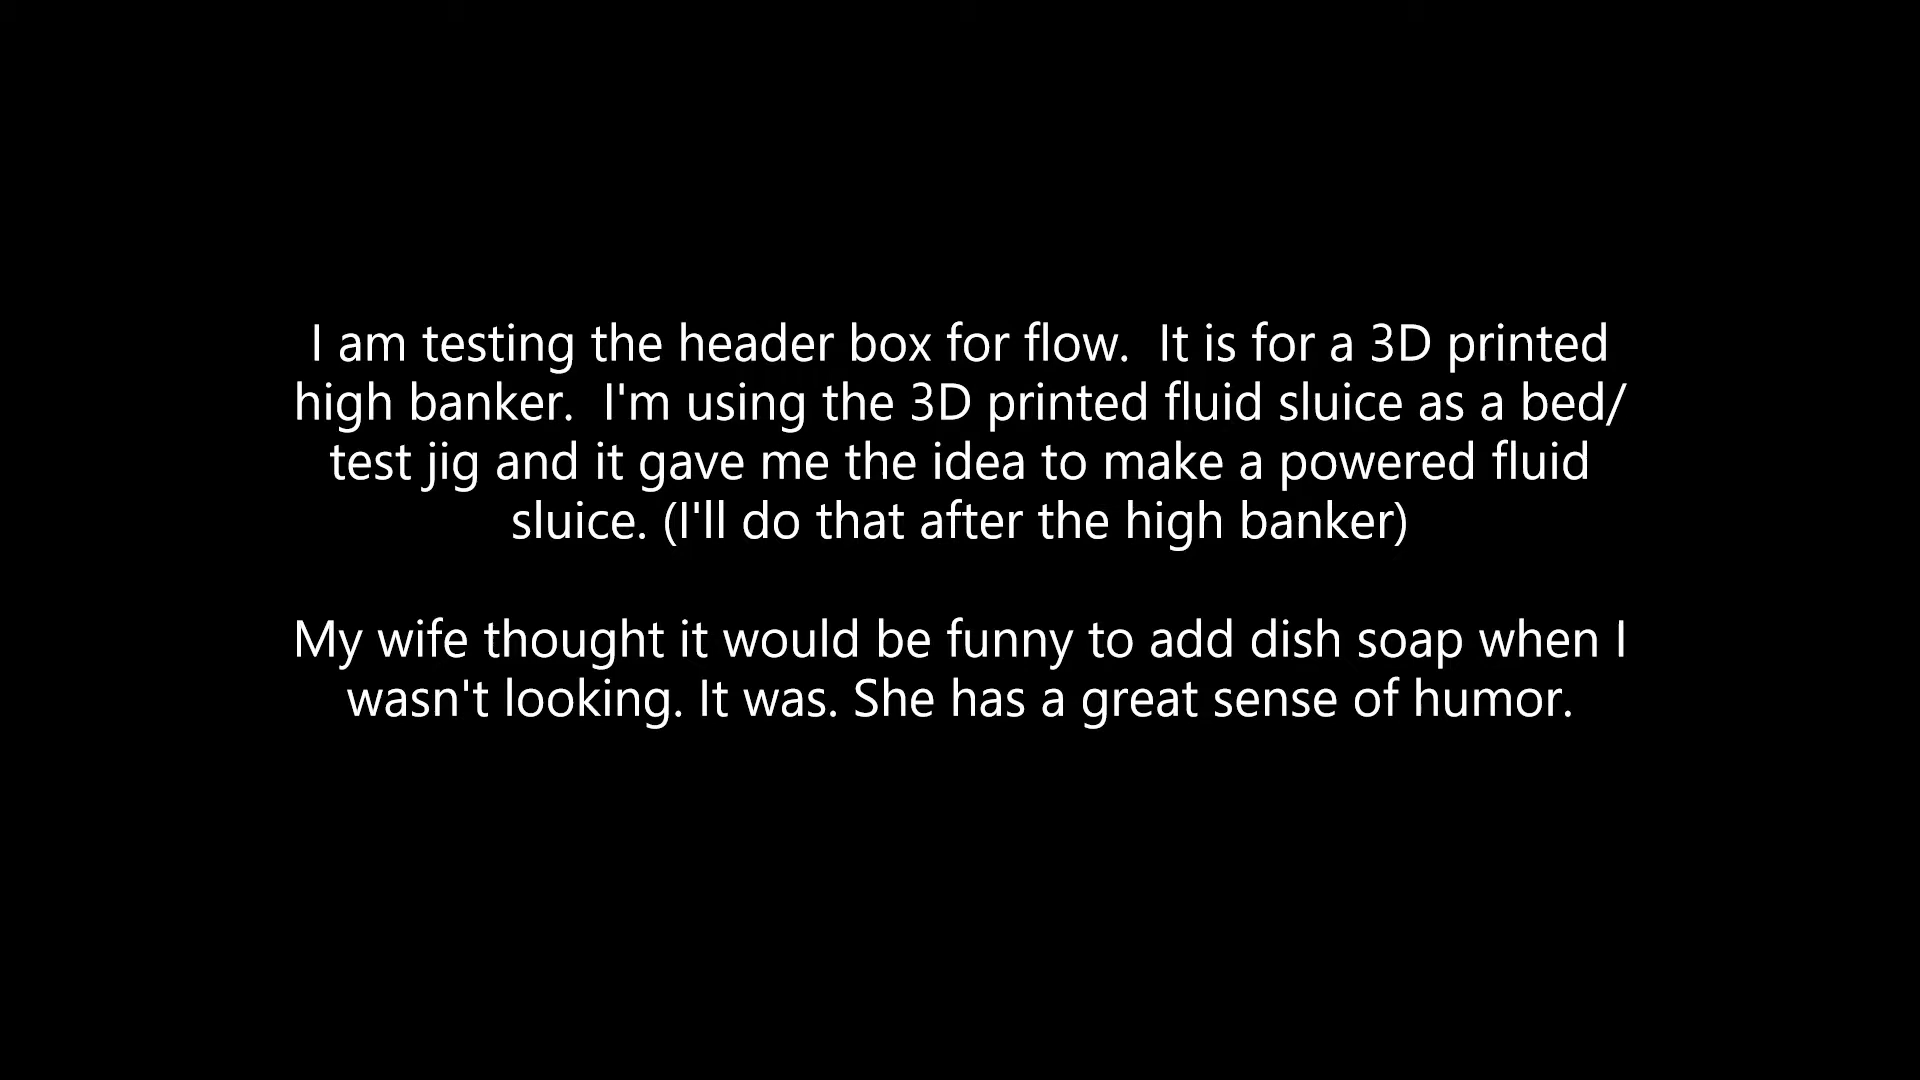 I am testing the header box for flow.  It is for a 3D printed
high banker.  I'm using the 3D printed fluid sluice as a bed/
test jig and it gave me the idea to make a powered fluid
sluice. (I'll do that after the high banker)
My wife thought it would be funny to add dish soap when I
wasn't looking. It was. She has a great sense of humor.